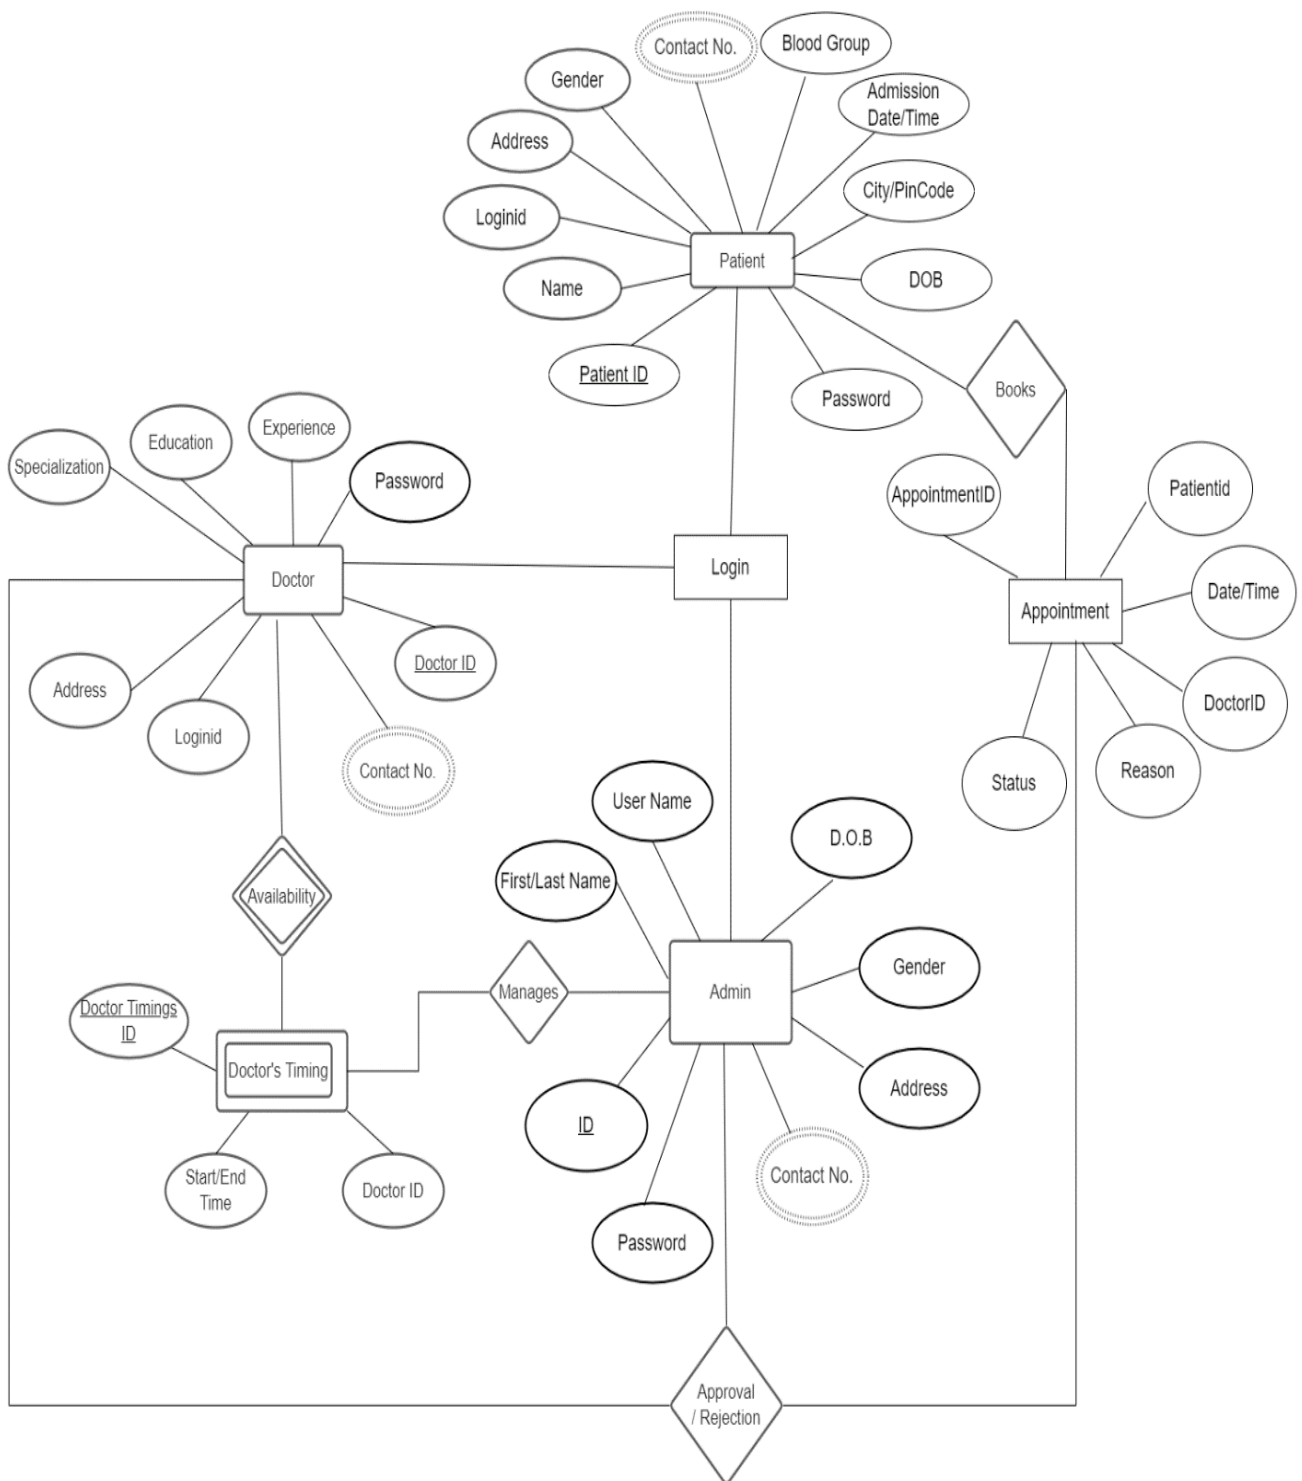 Contact No.
Blood Group
Gender
Admission
Date/Time
Address
City/PinCode
Loginid
Patient
DOB
Name
Patient ID
Books
Password
Experience
Education
Specialization
Password
AppointmentID
Patientid
Login
Doctor
Date/Time
Appointment
Doctor ID
Address
DoctorID
Loginid
Contact No.
Reason
Status
User Name
D.O.B
First/Last Name
Availability
Gender
Manages
Admin
Doctor Timings
ID
Doctor's Timing
Address
ID
Start/End
Time
Doctor ID
Contact No.
Password
Approval
/ Rejection